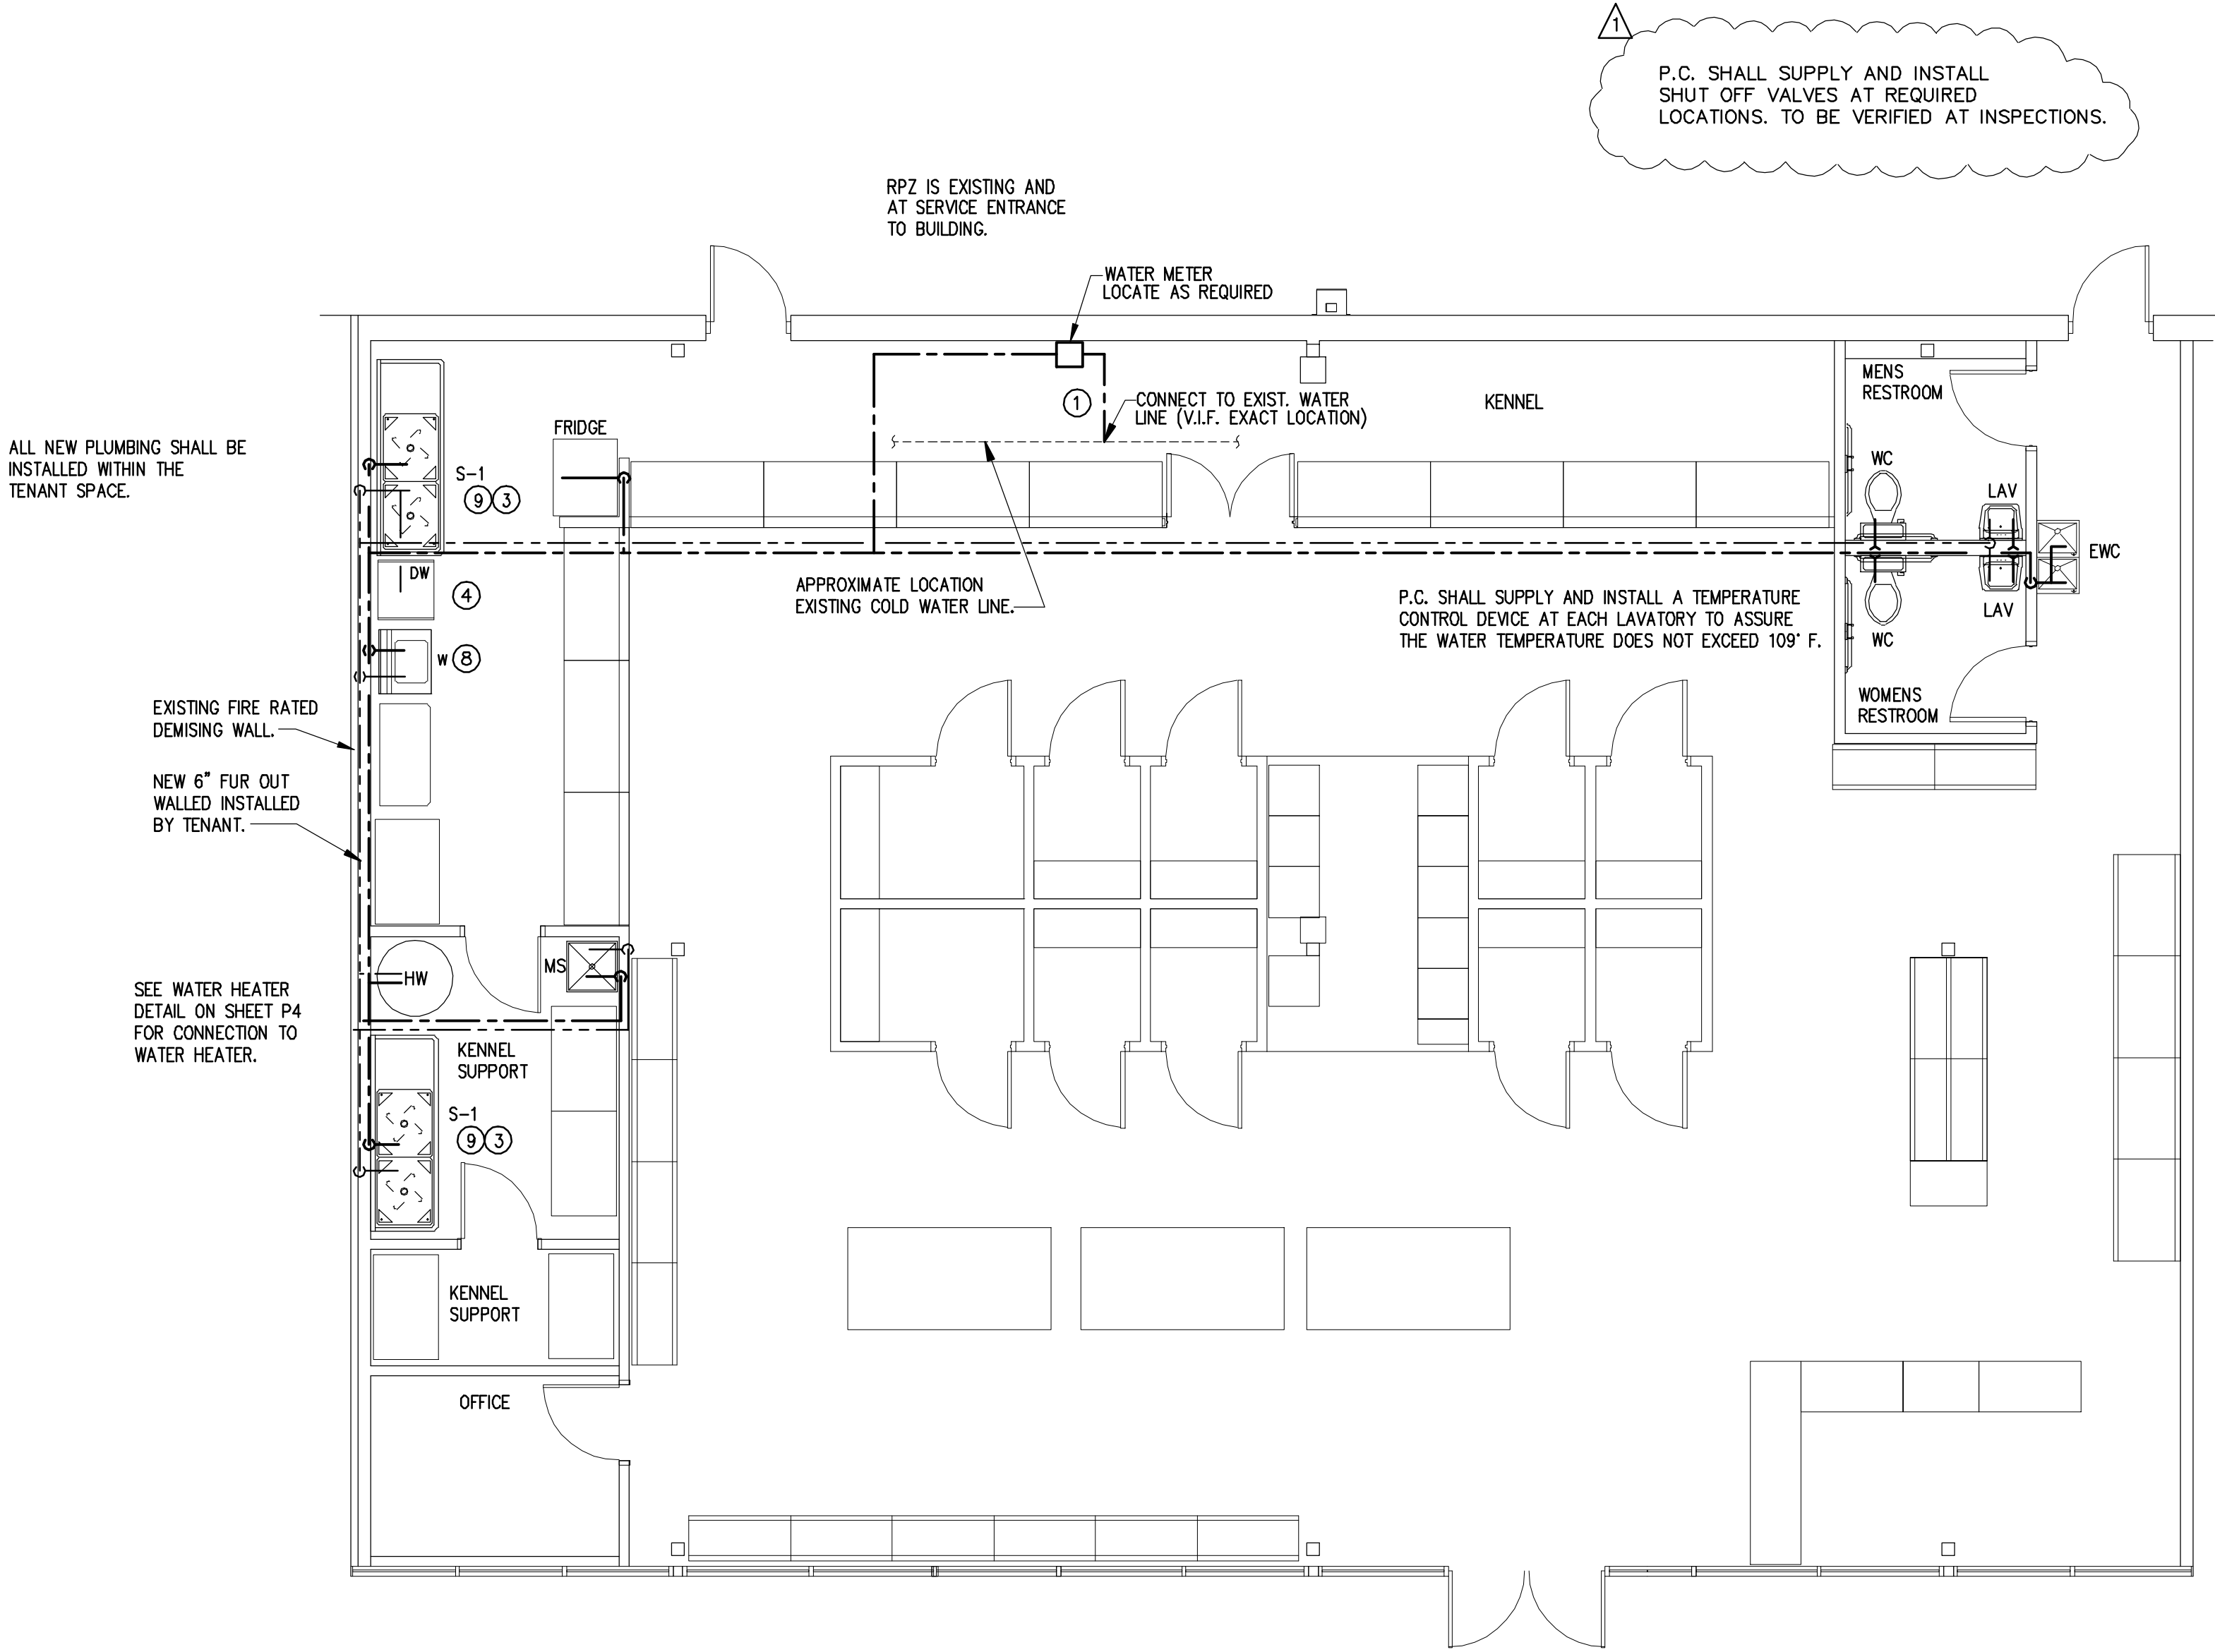 1
P.C. SHALL SUPPLY AND INSTALL
SHUT OFF VALVES AT REQUIRED
LOCATIONS. TO BE VERIFIED AT INSPECTIONS.
RPZ IS EXISTING AND
AT SERVICE ENTRANCE
TO BUILDING.
WATER METER
LOCATE AS REQUIRED
1
CONNECT TO EXIST. WATER
LINE (V.I.F. EXACT LOCATION)
KENNEL
MENS
RESTROOM
FRIDGE
ALL NEW PLUMBING SHALL BE
INSTALLED WITHIN THE
TENANT SPACE.
S-1
9 3
WC
LAV
EWC
DW
4
APPROXIMATE LOCATION
EXISTING COLD WATER LINE.
P.C. SHALL SUPPLY AND INSTALL A TEMPERATURE
CONTROL DEVICE AT EACH LAVATORY TO ASSURE
THE WATER TEMPERATURE DOES NOT EXCEED 109° F.
LAV
WC
W 8
WOMENS
RESTROOM
EXISTING FIRE RATED
DEMISING WALL.
NEW 6" FUR OUT
WALLED INSTALLED
BY TENANT.
HW
MS
SEE WATER HEATER
DETAIL ON SHEET P4
FOR CONNECTION TO
WATER HEATER.
KENNEL
SUPPORT
S-1
9 3
KENNEL
SUPPORT
OFFICE